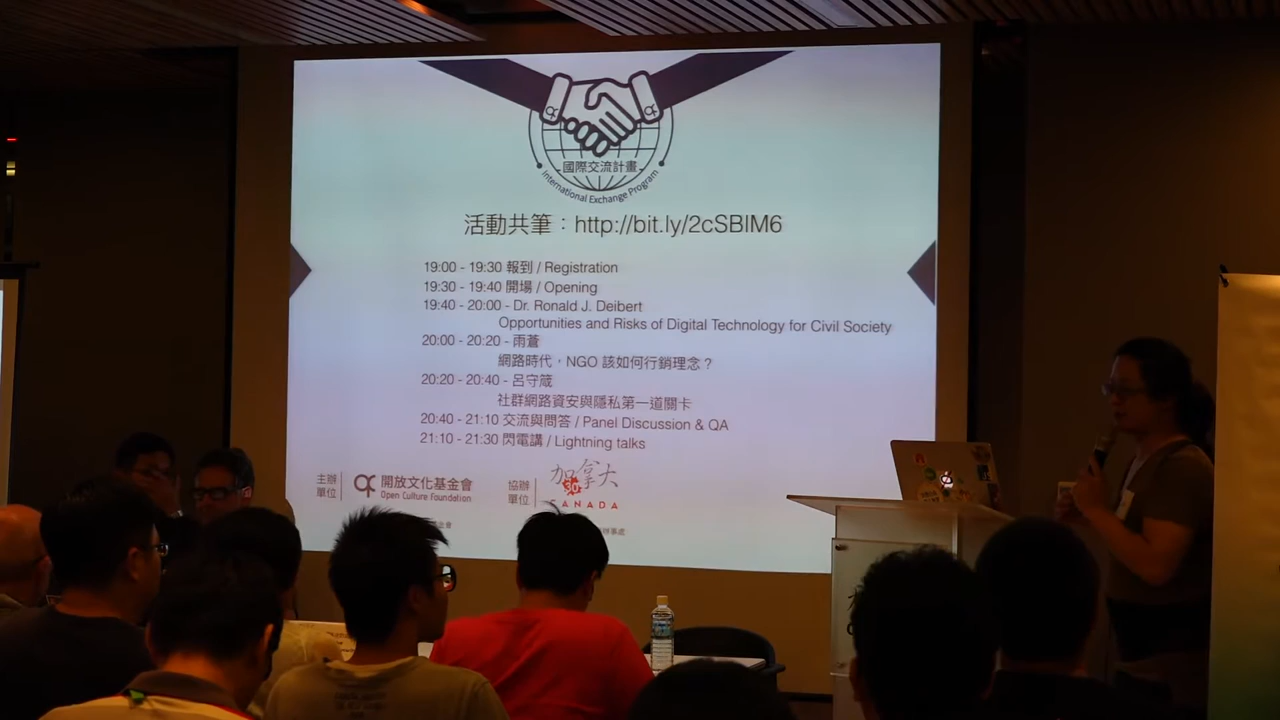 國際交流計畫
International Exchange Program
活動共筆：http://bit.ly/2cSBIM6
19:00 - 19:30 報到 / Registration
19:30 - 19:40 開場 / Opening
19:40 - 20:00 - Dr. Ronald J. Deibert
Opportunities and Risks of Digital Technology for Civil Society
20:00 - 20:20 - 雨蒼
網路時代，NGO 該如何行銷理念？
20:20 - 20:40 - 呂守箴
社群網路資安與隱私第一道關卡
20:40 - 21:10 交流與問答 / Panel Discussion & QA
21:10 - 21:30 閃電講 / Lightning talks
主辦單位
開放文化基金會
Open Culture Foundation
協辦單位
加拿大
30
CANADA